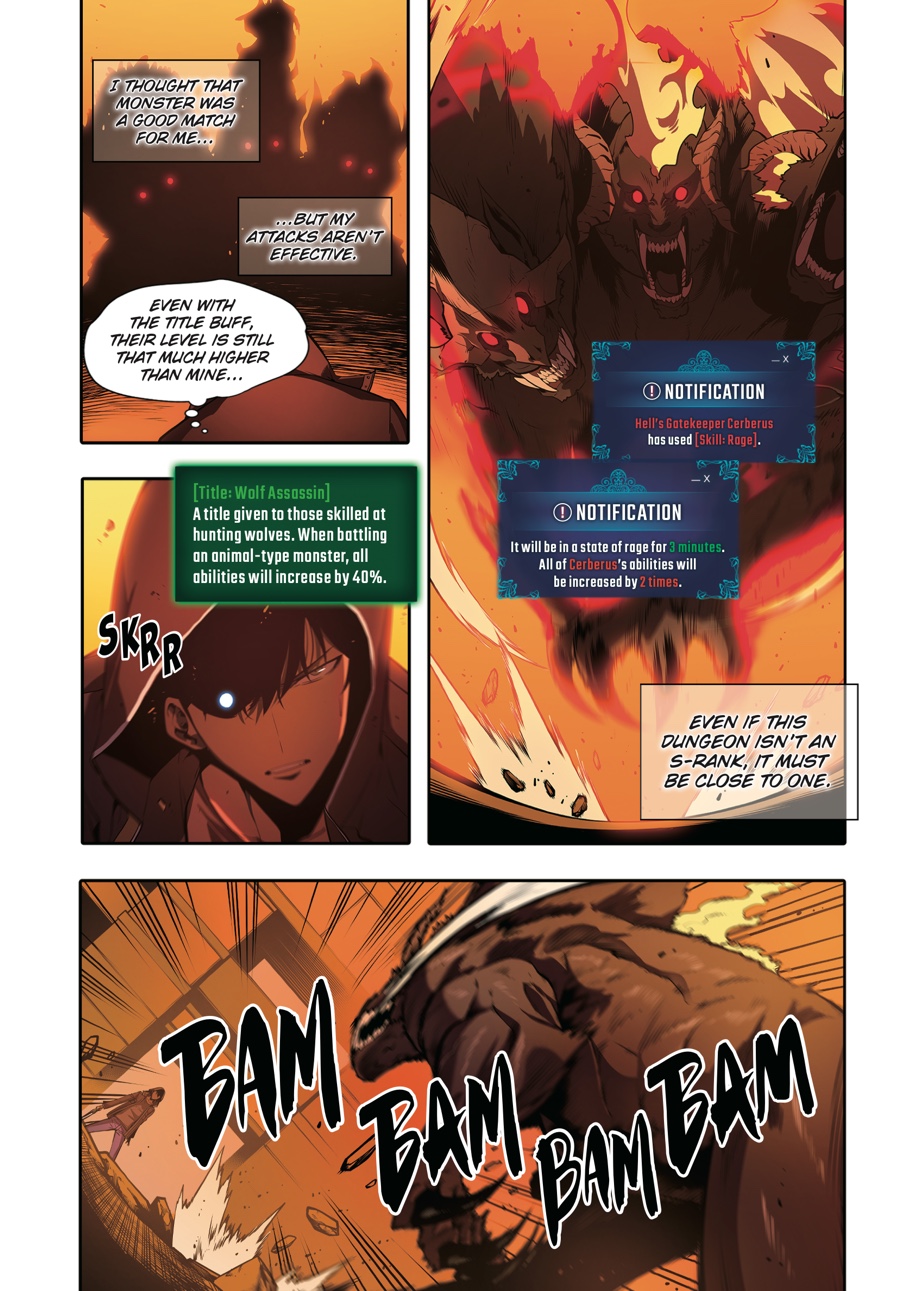 I THOUGHT THAT
MONSTER WAS
A GOOD MATCH
FOR ME...
...BUT MY
ATTACKS AREN'T
EFFECTIVE.
EVEN WITH
THE TITLE BUFF,
THEIR LEVEL IS STILL
THAT MUCH HIGHER
THAN MINE...
[Title: Wolf Assassin]
A title given to those skilled at
hunting wolves. When battling
an animal-type monster, all
abilities will increase by 40%.
SKRR
— X
! NOTIFICATION
Hell's Gatekeeper Cerberus
has used [Skill: Rage].
— X
! NOTIFICATION
It will be in a state of rage for 3 minutes.
All of Cerberus's abilities will
be increased by 2 times.
EVEN IF THIS
DUNGEON ISN'T AN
S-RANK, IT MUST
BE CLOSE TO ONE.
BAM
BAM
BAM
BAM